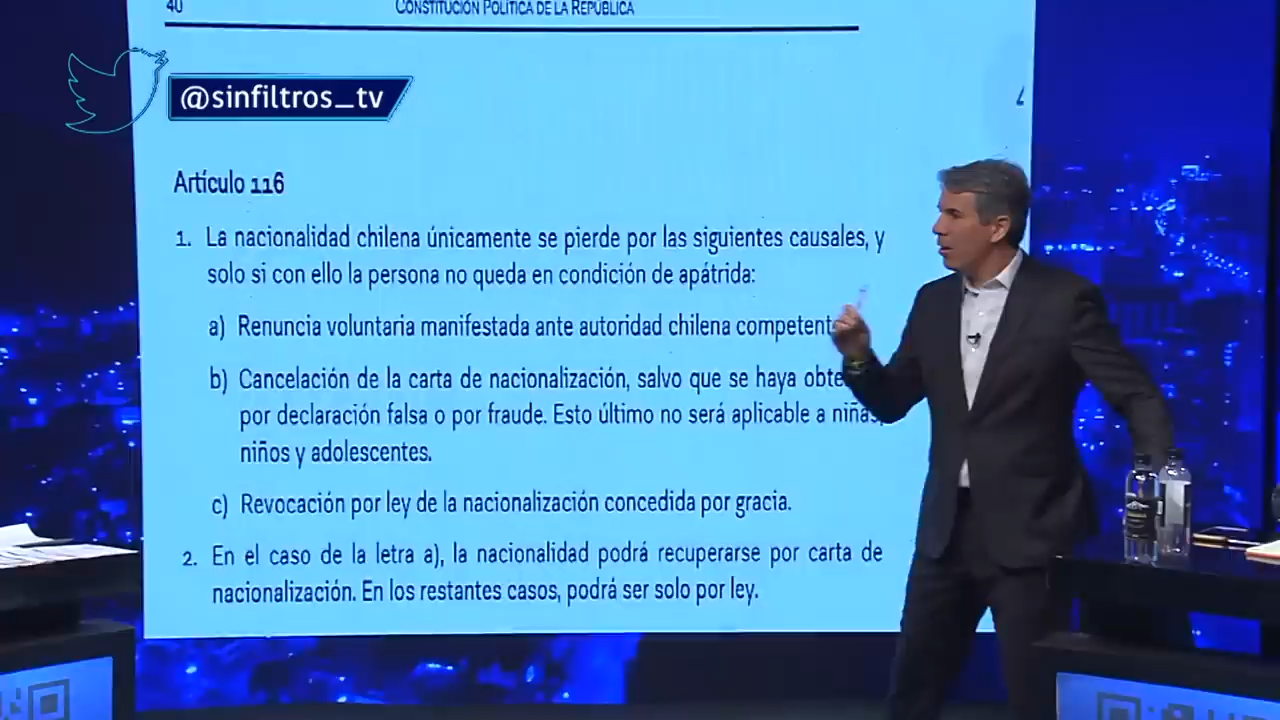 40 CONSTITUCIÓN POLÍTICA DE LA REPÚBLICA
@sinfiltros_tv
Artículo 116
1. La nacionalidad chilena únicamente se pierde por las siguientes causales, y
solo si con ello la persona no queda en condición de apátrida:
a) Renuncia voluntaria manifestada ante autoridad chilena
b) Cancelación de la carta de nacionalización, salvo que se haya
por declaración falsa o por fraude. Esto último no será aplicable a niñas,
niños y adolescentes.
c) Revocación por ley de la nacionalización concedida por gracia.
2. En el caso de la letra a), la nacionalidad podrá recuperarse por carta de
nacionalización. En los restantes casos, podrá ser solo por ley.